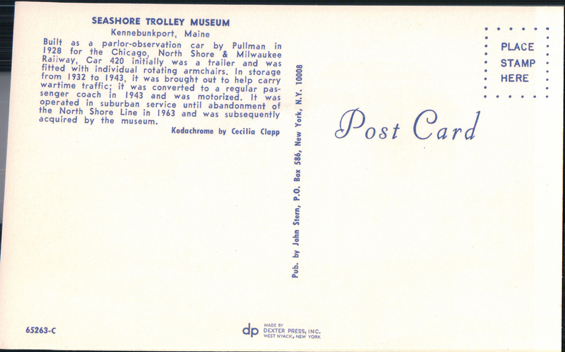 SEASHORE TROLLEY MUSEUM
Kennebunkport, Maine
Built as a parlor-observation car by Pullman in
1928 for the Chicago, North Shore & Milwaukee
Railway, Car 420 initially was a trailer and was
fitted with individual rotating armchairs. In storage
from 1932 to 1943, it was brought out to help carry
wartime traffic; it was converted to a regular pas-
senger coach in 1943 and was motorized. It was
operated in suburban service until abandonment of
the North Shore Line in 1963 and was subsequently
acquired by the museum.
Kodachrome by Cecilia Clapp
Pub. by John Stern, P.O. Box 586, New York, N.Y. 10008
PLACE
STAMP
HERE
Post Card
65263-C
dp
MADE BY
DEXTER PRESS, INC.
WEST NYACK, NEW YORK